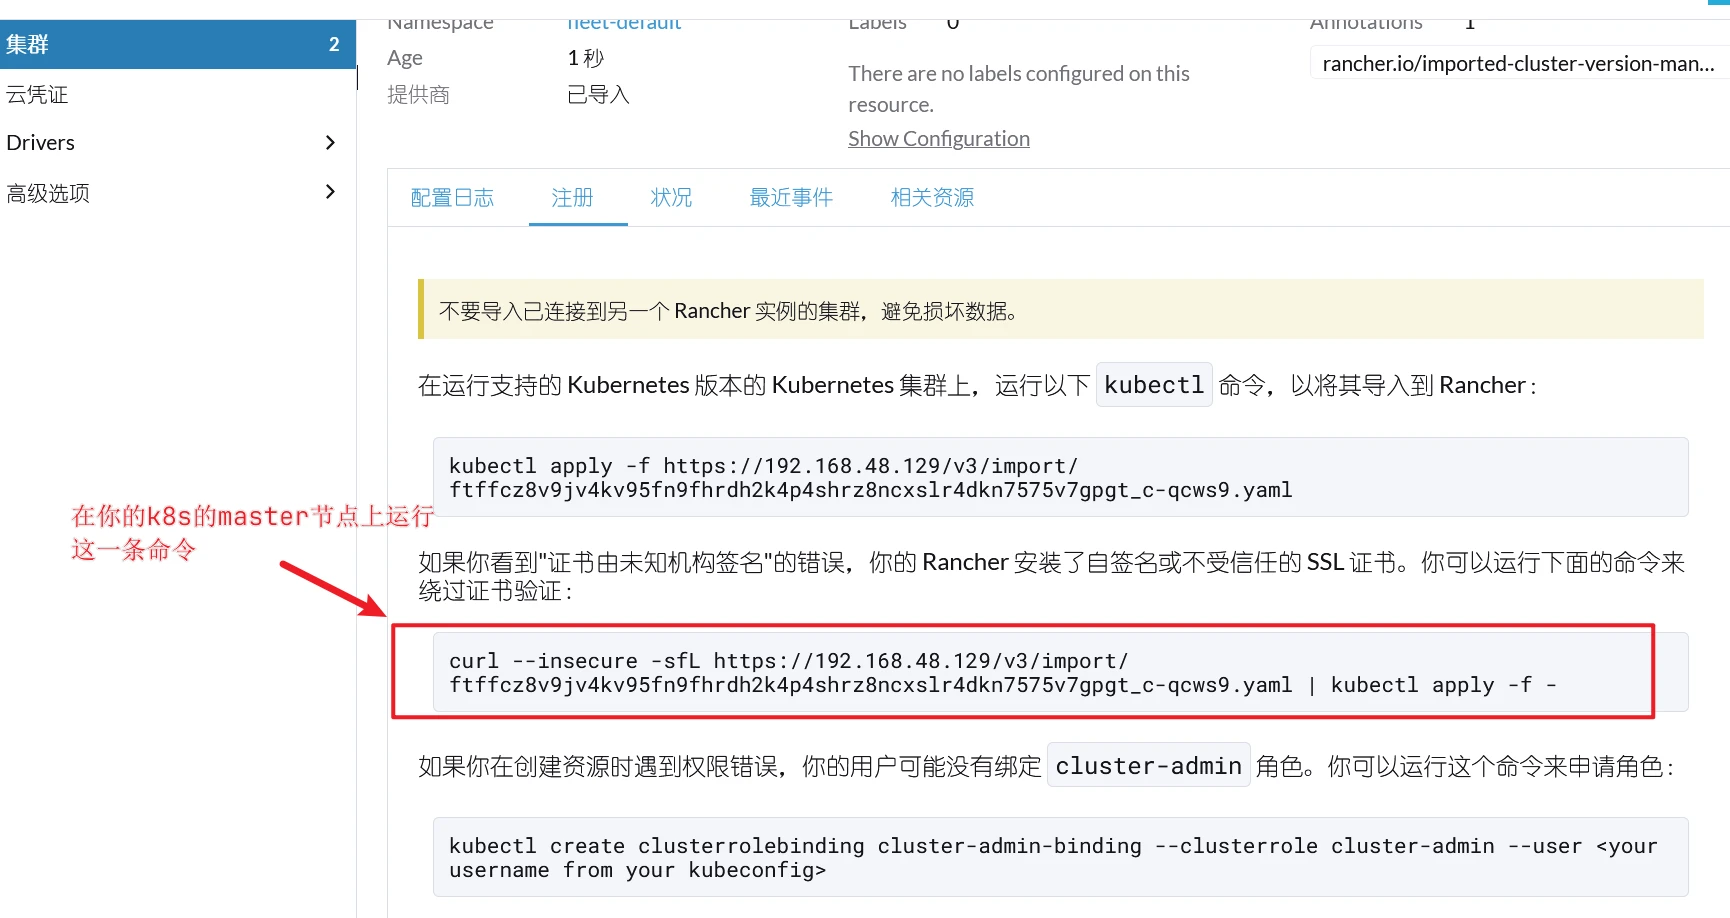 集群 2
云凭证
Drivers
高级选项
Namespace fleet-default
Age 1 秒
提供商 已导入
Labels 0
There are no labels configured on this
resource.
Show Configuration
Annotations 1
rancher.io/imported-cluster-version-man...
配置日志 注册 状况 最近事件 相关资源
不要导入已连接到另一个 Rancher 实例的集群，避免损坏数据。
在运行支持的 Kubernetes 版本的 Kubernetes 集群上，运行以下 kubectl 命令，以将其导入到 Rancher：
kubectl apply -f https://192.168.48.129/v3/import/
ftffcz8v9jv4kv95fn9fhrdh2k4p4shrz8ncxslr4dkn7575v7gpgt_c-qcws9.yaml
在你的k8s的master节点上运行
这一条命令
如果你看到"证书由未知机构签名"的错误，你的 Rancher 安装了自签名或不受信任的 SSL 证书。你可以运行下面的命令来
绕过证书验证：
curl --insecure -sfL https://192.168.48.129/v3/import/
ftffcz8v9jv4kv95fn9fhrdh2k4p4shrz8ncxslr4dkn7575v7gpgt_c-qcws9.yaml | kubectl apply -f -
如果你在创建资源时遇到权限错误，你的用户可能没有绑定 cluster-admin 角色。你可以运行这个命令来申请角色：
kubectl create clusterrolebinding cluster-admin-binding --clusterrole cluster-admin --user <your
username from your kubeconfig>